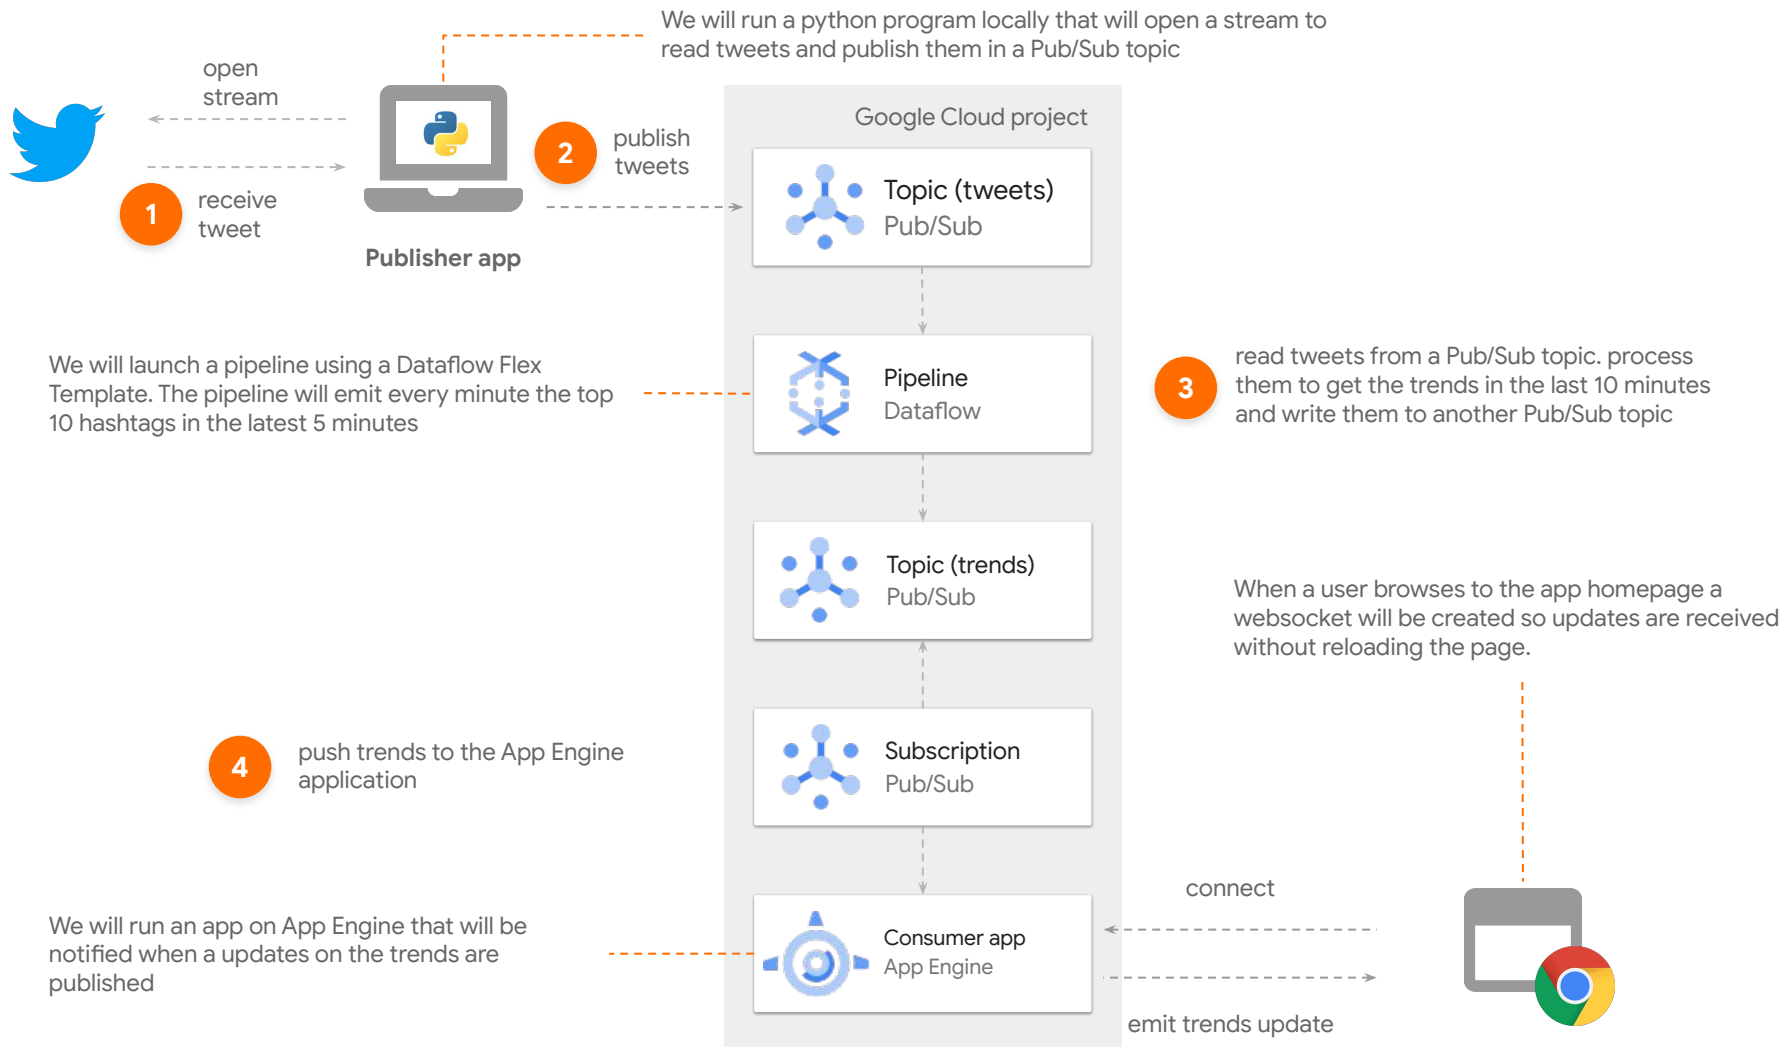 We will run a python program locally that will open a stream to
read tweets and publish them in a Pub/Sub topic
open
stream
Google Cloud project
2
publish
tweets
1
receive
tweet
Publisher app
Topic (tweets)
Pub/Sub
We will launch a pipeline using a Dataflow Flex
Template. The pipeline will emit every minute the top
10 hashtags in the latest 5 minutes
Pipeline
Dataflow
3
read tweets from a Pub/Sub topic. process
them to get the trends in the last 10 minutes
and write them to another Pub/Sub topic
Topic (trends)
Pub/Sub
When a user browses to the app homepage a
websocket will be created so updates are received
without reloading the page.
4
push trends to the App Engine
application
Subscription
Pub/Sub
We will run an app on App Engine that will be
notified when a updates on the trends are
published
Consumer app
App Engine
connect
emit trends update